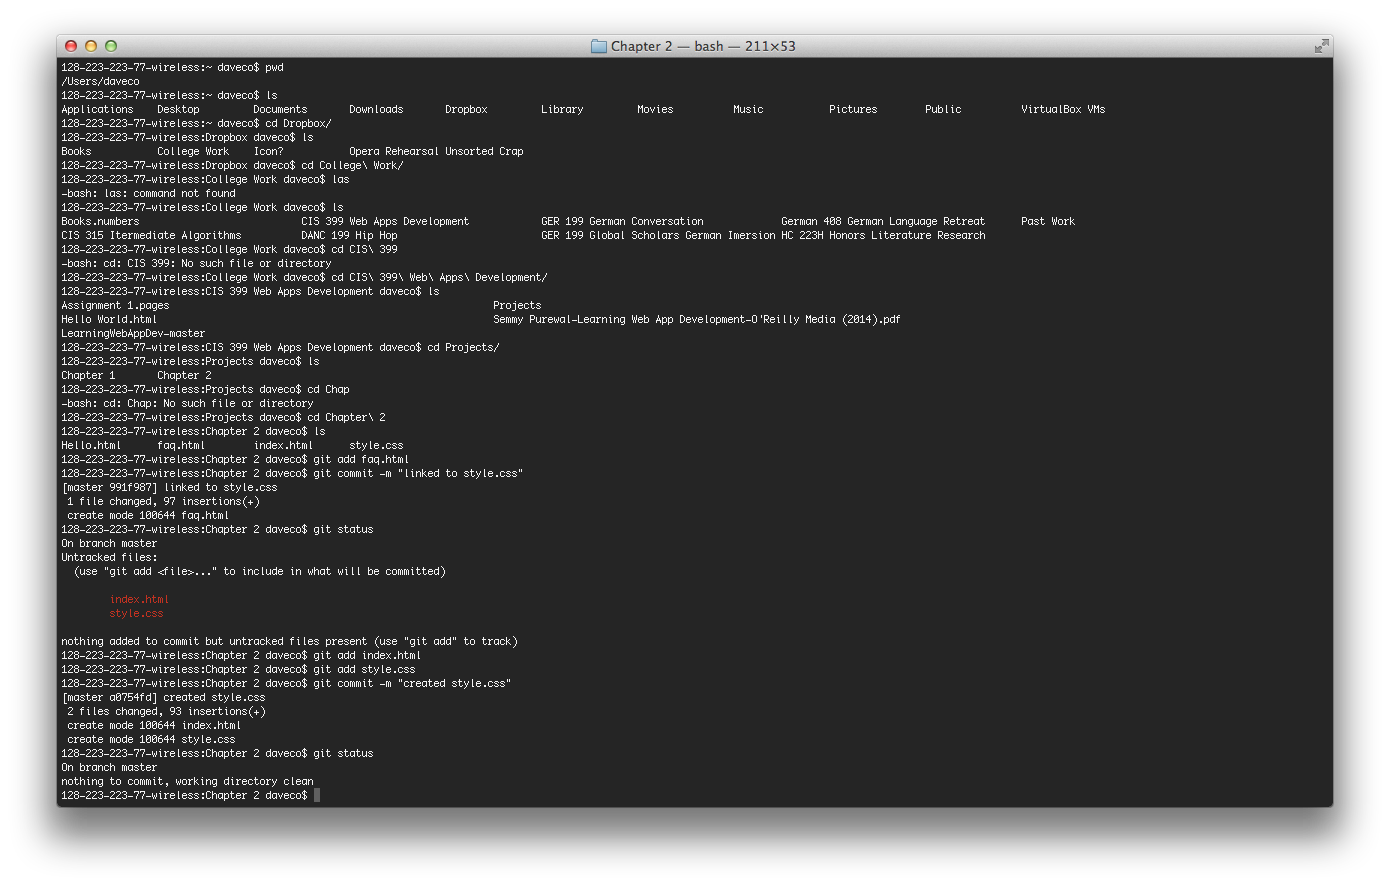 Chapter 2 — bash — 211×53
128-223-223-77-wireless:~ daveco$ pwd
/Users/daveco
128-223-223-77-wireless:~ daveco$ ls
Applications Desktop Documents Downloads Dropbox Library Movies Music Pictures Public VirtualBox VMs
128-223-223-77-wireless:~ daveco$ cd Dropbox/
128-223-223-77-wireless:Dropbox daveco$ ls
Books College Work Icon? Opera Rehearsal Unsorted Crap
128-223-223-77-wireless:Dropbox daveco$ cd College\ Work/
128-223-223-77-wireless:College Work daveco$ las
-bash: las: command not found
128-223-223-77-wireless:College Work daveco$ ls
Books.numbers CIS 399 Web Apps Development GER 199 German Conversation German 408 German Language Retreat Past Work
CIS 315 Itermediate Algorithms DANC 199 Hip Hop GER 199 Global Scholars German Imersion HC 223H Honors Literature Research
128-223-223-77-wireless:College Work daveco$ cd CIS\ 399
-bash: cd: CIS 399: No such file or directory
128-223-223-77-wireless:College Work daveco$ cd CIS\ 399\ Web\ Apps\ Development/
128-223-223-77-wireless:CIS 399 Web Apps Development daveco$ ls
Assignment 1.pages Projects
Hello World.html Semmy Purewal-Learning Web App Development-O'Reilly Media (2014).pdf
LearningWebAppDev-master
128-223-223-77-wireless:CIS 399 Web Apps Development daveco$ cd Projects/
128-223-223-77-wireless:Projects daveco$ ls
Chapter 1 Chapter 2
128-223-223-77-wireless:Projects daveco$ cd Chap
-bash: cd: Chap: No such file or directory
128-223-223-77-wireless:Projects daveco$ cd Chapter\ 2
128-223-223-77-wireless:Chapter 2 daveco$ ls
Hello.html faq.html index.html style.css
128-223-223-77-wireless:Chapter 2 daveco$ git add faq.html
128-223-223-77-wireless:Chapter 2 daveco$ git commit -m "linked to style.css"
[master 991f987] linked to style.css
1 file changed, 97 insertions(+)
create mode 100644 faq.html
128-223-223-77-wireless:Chapter 2 daveco$ git status
On branch master
Untracked files:
(use "git add <file>..." to include in what will be committed)
index.html
style.css
nothing added to commit but untracked files present (use "git add" to track)
128-223-223-77-wireless:Chapter 2 daveco$ git add index.html
128-223-223-77-wireless:Chapter 2 daveco$ git add style.css
128-223-223-77-wireless:Chapter 2 daveco$ git commit -m "created style.css"
[master a0754fd] created style.css
2 files changed, 93 insertions(+)
create mode 100644 index.html
create mode 100644 style.css
128-223-223-77-wireless:Chapter 2 daveco$ git status
On branch master
nothing to commit, working directory clean
128-223-223-77-wireless:Chapter 2 daveco$